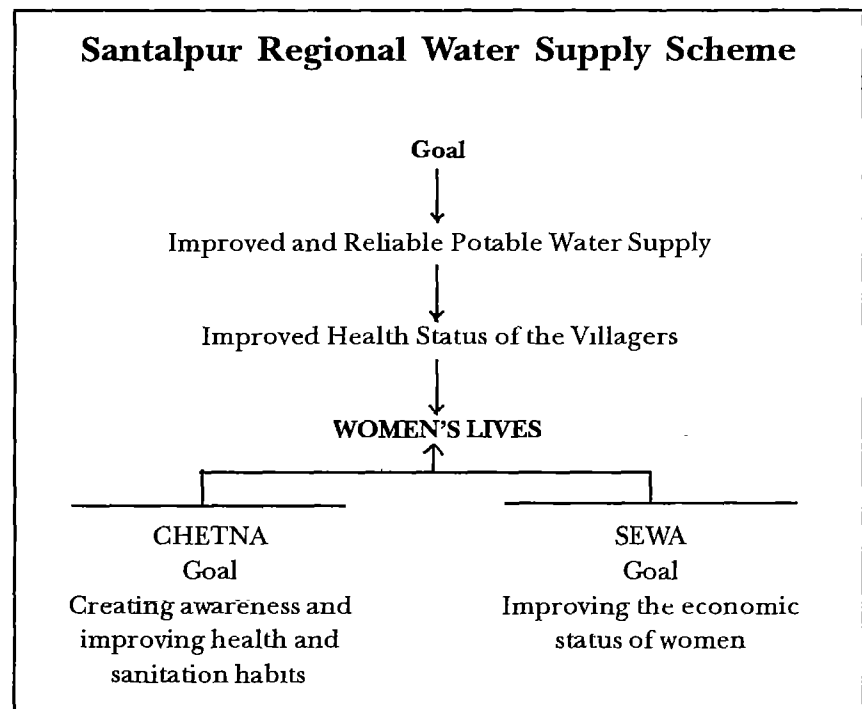 Santalpur Regional Water Supply Scheme
Goal
Improved and Reliable Potable Water Supply
Improved Health Status of the Villagers
WOMEN'S LIVES
CHETNA
Goal
Creating awareness and
improving health and
sanitation habits
SEWA
Goal
Improving the economic
status of women